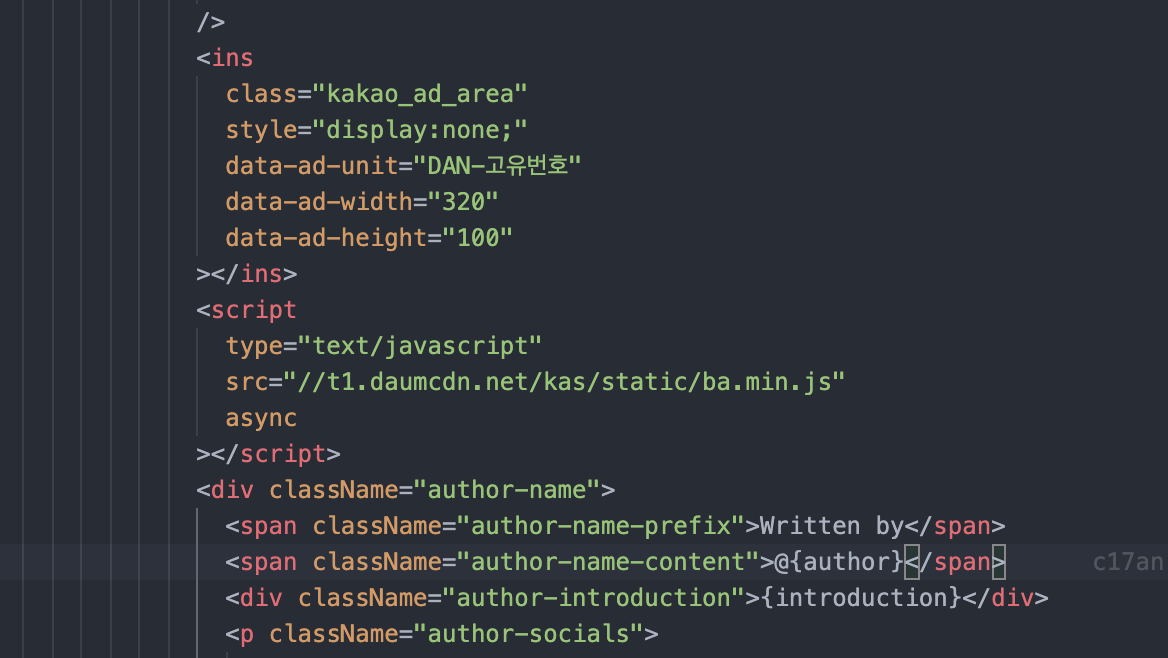 />
<ins
class="kakao_ad_area"
style="display:none;"
data-ad-unit="DAN-고유번호"
data-ad-width="320"
data-ad-height="100"
></ins>
<script
type="text/javascript"
src="//t1.daumcdn.net/kas/static/ba.min.js"
async
></script>
<div className="author-name">
<span className="author-name-prefix">Written by</span>
<span className="author-name-content">@{author}</span> c17an
<div className="author-introduction">{introduction}</div>
<p className="author-socials">